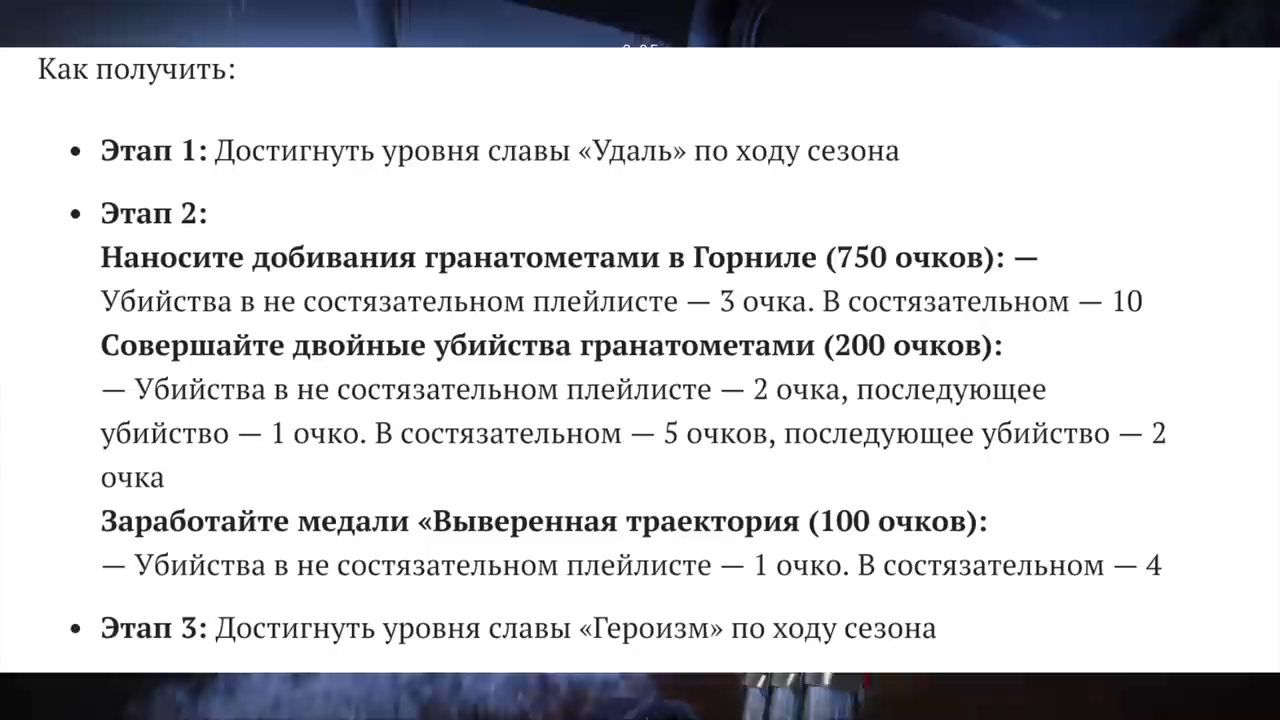 Как получить:
Этап 1: Достигнуть уровня славы «Удаль» по ходу сезона
Этап 2:
Наносите добивания гранатометами в Горниле (750 очков): —
Убийства в не состязательном плейлисте — 3 очка. В состязательном — 10
Совершайте двойные убийства гранатометами (200 очков):
— Убийства в не состязательном плейлисте — 2 очка, последующее
убийство — 1 очко. В состязательном — 5 очков, последующее убийство — 2
очка
Заработайте медали «Выверенная траектория (100 очков):
— Убийства в не состязательном плейлисте — 1 очко. В состязательном — 4
Этап 3: Достигнуть уровня славы «Героизм» по ходу сезона